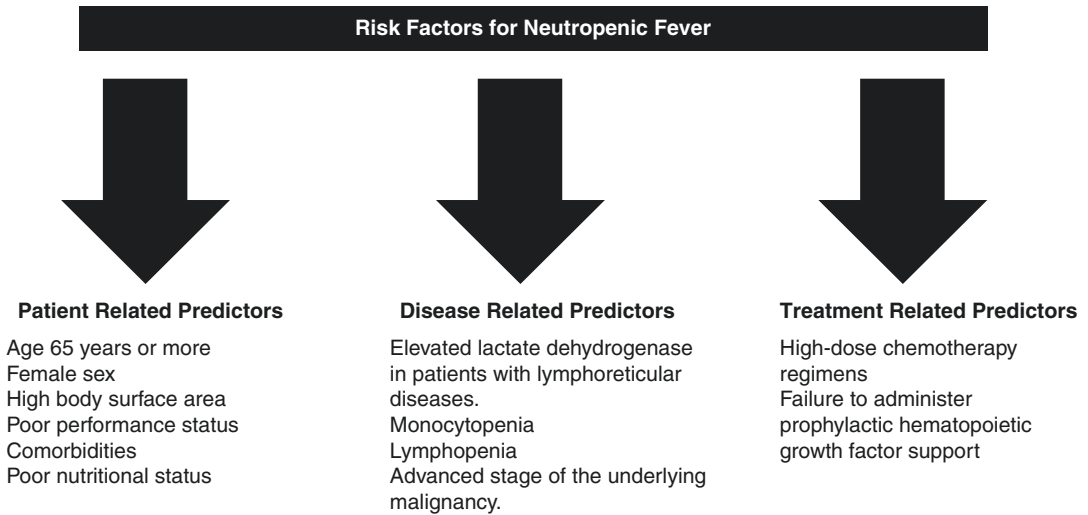 Risk Factors for Neutropenic Fever
Patient Related Predictors
Age 65 years or more
Female sex
High body surface area
Poor performance status
Comorbidities
Poor nutritional status
Disease Related Predictors
Elevated lactate dehydrogenase
in patients with lymphoreticular
diseases.
Monocytopenia
Lymphopenia
Advanced stage of the underlying
malignancy.
Treatment Related Predictors
High-dose chemotherapy
regimens
Failure to administer
prophylactic hematopoietic
growth factor support